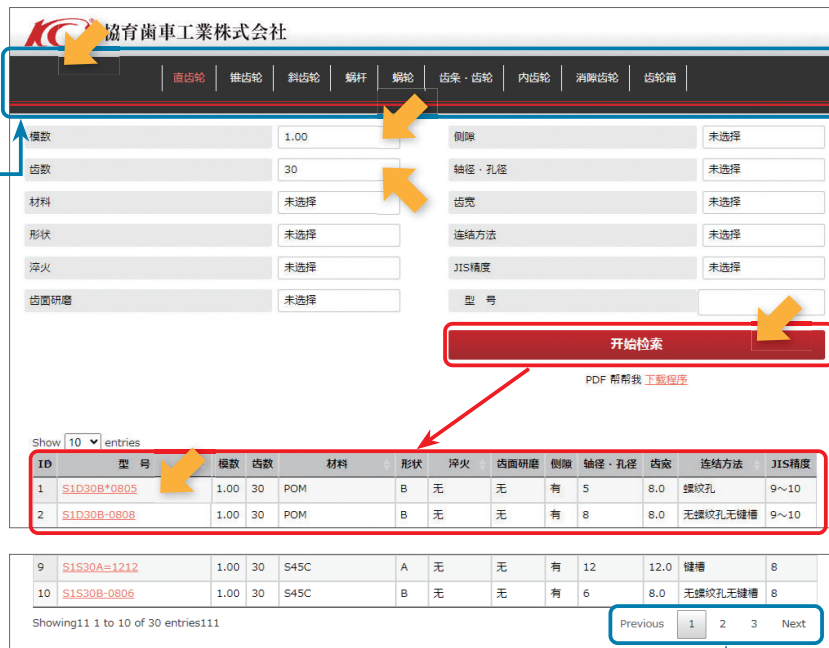 KG 協育歯車工業株式会社
直齿轮 锥齿轮 斜齿轮 蜗杆 蜗轮 齿条・齿轮 内齿轮 消隙齿轮 齿轮箱
模数 1.00 侧隙 未选择
齿数 30 轴径・孔径 未选择
材料 未选择 齿宽 未选择
形状 未选择 连结方法 未选择
淬火 未选择 JIS精度 未选择
齿面研磨 未选择 型 号
开始检索
PDF 帮帮我 下载程序
Show 10 entries
ID 型 号 模数 齿数 材料 形状 淬火 齿面研磨 侧隙 轴径・孔径 齿宽 连结方法 JIS精度
1 S1D30B*0805 1.00 30 POM B 无 无 有 5 8.0 螺纹孔 9～10
2 S1D30B-0808 1.00 30 POM B 无 无 有 8 8.0 无螺纹孔无键槽 9～10
9 S1S30A=1212 1.00 30 S45C A 无 无 有 12 12.0 键槽 8
10 S1S30B-0806 1.00 30 S45C B 无 无 有 6 8.0 无螺纹孔无键槽 8
Showing11 1 to 10 of 30 entries111 Previous 1 2 3 Next